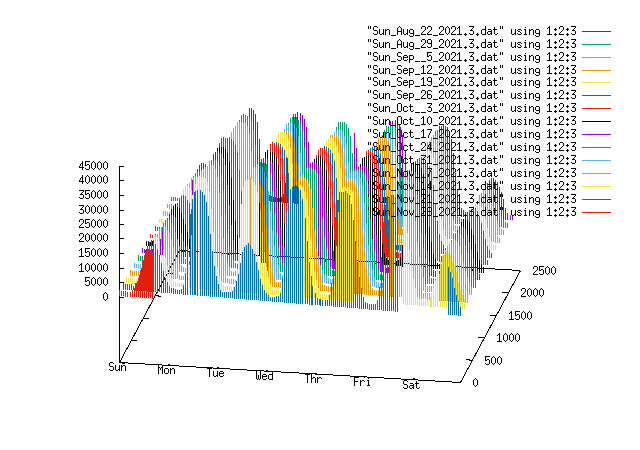 "Sun_Aug_22_2021.3.dat" using 1:2:3
"Sun_Aug_29_2021.3.dat" using 1:2:3
"Sun_Sep__5_2021.3.dat" using 1:2:3
"Sun_Sep_12_2021.3.dat" using 1:2:3
"Sun_Sep_19_2021.3.dat" using 1:2:3
"Sun_Sep_26_2021.3.dat" using 1:2:3
"Sun_Oct__3_2021.3.dat" using 1:2:3
"Sun_Oct_10_2021.3.dat" using 1:2:3
"Sun_Oct_17_2021.3.dat" using 1:2:3
"Sun_Oct_24_2021.3.dat" using 1:2:3
"Sun_Oct_31_2021.3.dat" using 1:2:3
"Sun_Nov__7_2021.3.dat" using 1:2:3
"Sun_Nov_14_2021.3.dat" using 1:2:3
"Sun_Nov_21_2021.3.dat" using 1:2:3
"Sun_Nov_28_2021.3.dat" using 1:2:3
45000
40000
35000
30000
25000
20000
15000
10000
5000
0
2500
2000
1500
1000
500
0
Sun Mon Tue Wed Thr Fri Sat